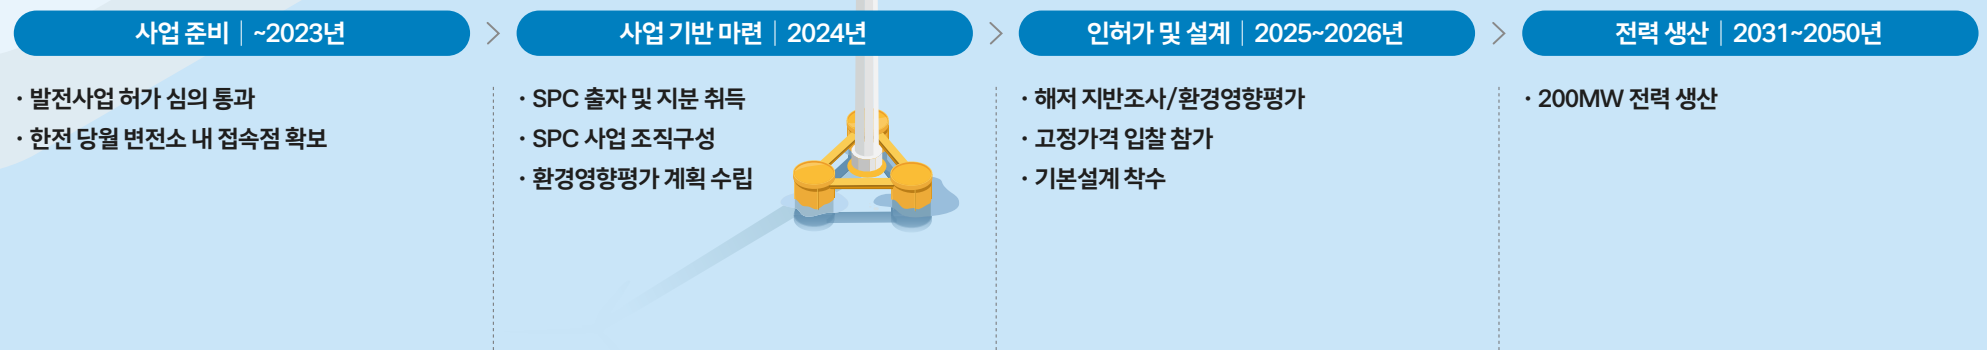 사업 준비 | ~2023년
· 발전사업 허가 심의 통과
· 한전 당월 변전소 내 접속점 확보
사업 기반 마련 | 2024년
· SPC 출자 및 지분 취득
· SPC 사업 조직구성
· 환경영향평가 계획 수립
인허가 및 설계 | 2025~2026년
· 해저 지반조사/환경영향평가
· 고정가격 입찰 참가
· 기본설계 착수
전력 생산 | 2031~2050년
· 200MW 전력 생산